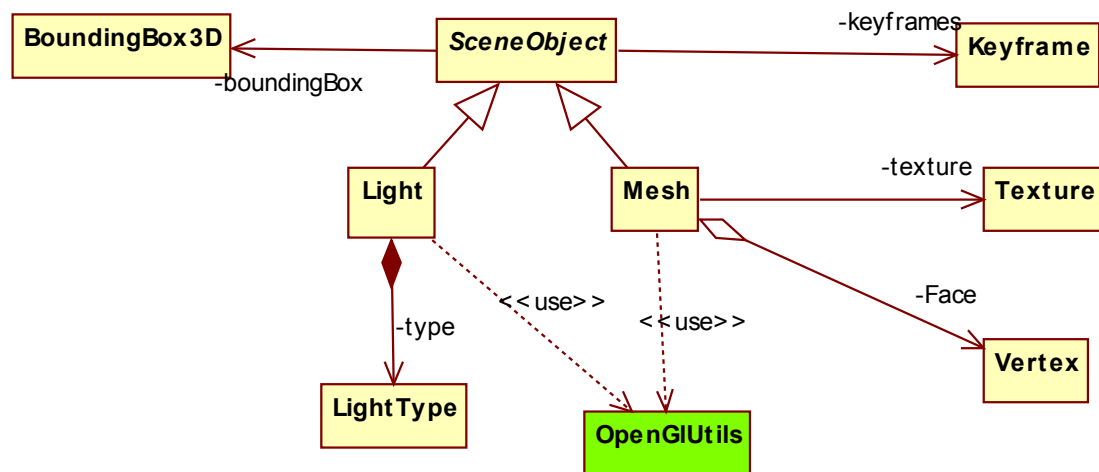 BoundingBox3D
SceneObject
-keyframes
Keyframe
-boundingBox
Light
Mesh
-texture
Texture
<<use>>
<<use>>
-Face
-type
Vertex
LightType
OpenGlUtils